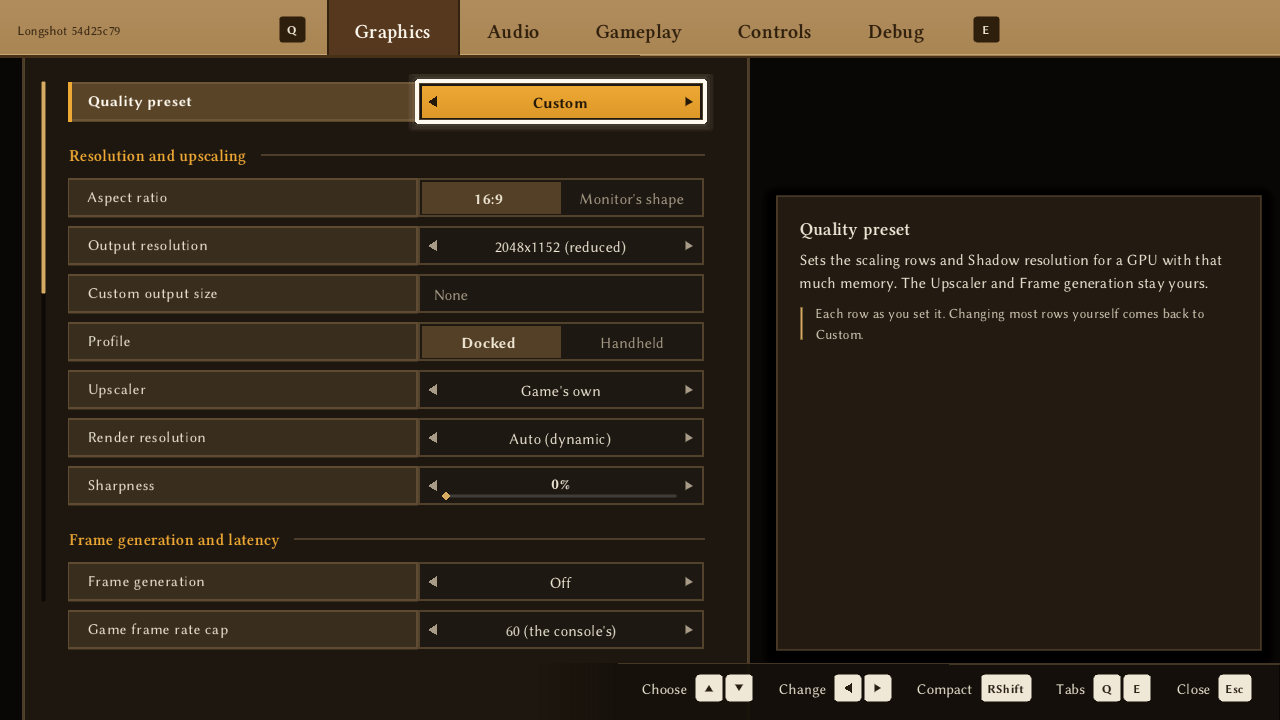 Longshot 54d25c79
Q
Graphics
Audio
Gameplay
Controls
Debug
E
Quality preset
Custom
Resolution and upscaling
Aspect ratio
16:9
Monitor's shape
Output resolution
2048x1152 (reduced)
Custom output size
None
Profile
Docked
Handheld
Upscaler
Game's own
Render resolution
Auto (dynamic)
Sharpness
0%
Frame generation and latency
Frame generation
Off
Game frame rate cap
60 (the console's)
Quality preset
Sets the scaling rows and Shadow resolution for a GPU with that
much memory. The Upscaler and Frame generation stay yours.
Each row as you set it. Changing most rows yourself comes back to
Custom.
Choose
Change
Compact
RShift
Tabs
Q
E
Close
Esc